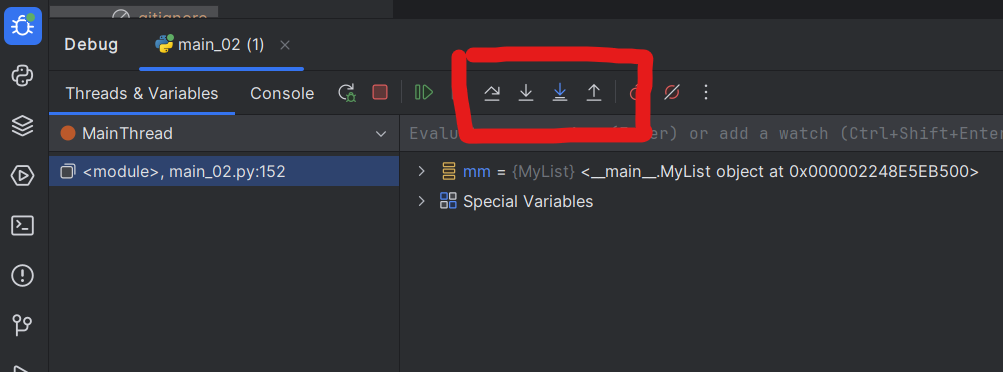 .gitignore
Debug main_02 (1)
Threads & Variables Console
MainThread
Evalu er) or add a watch (Ctrl+Shift+Enter
<module>, main_02.py:152
mm = {MyList} <__main__.MyList object at 0x000002248E5EB500>
Special Variables